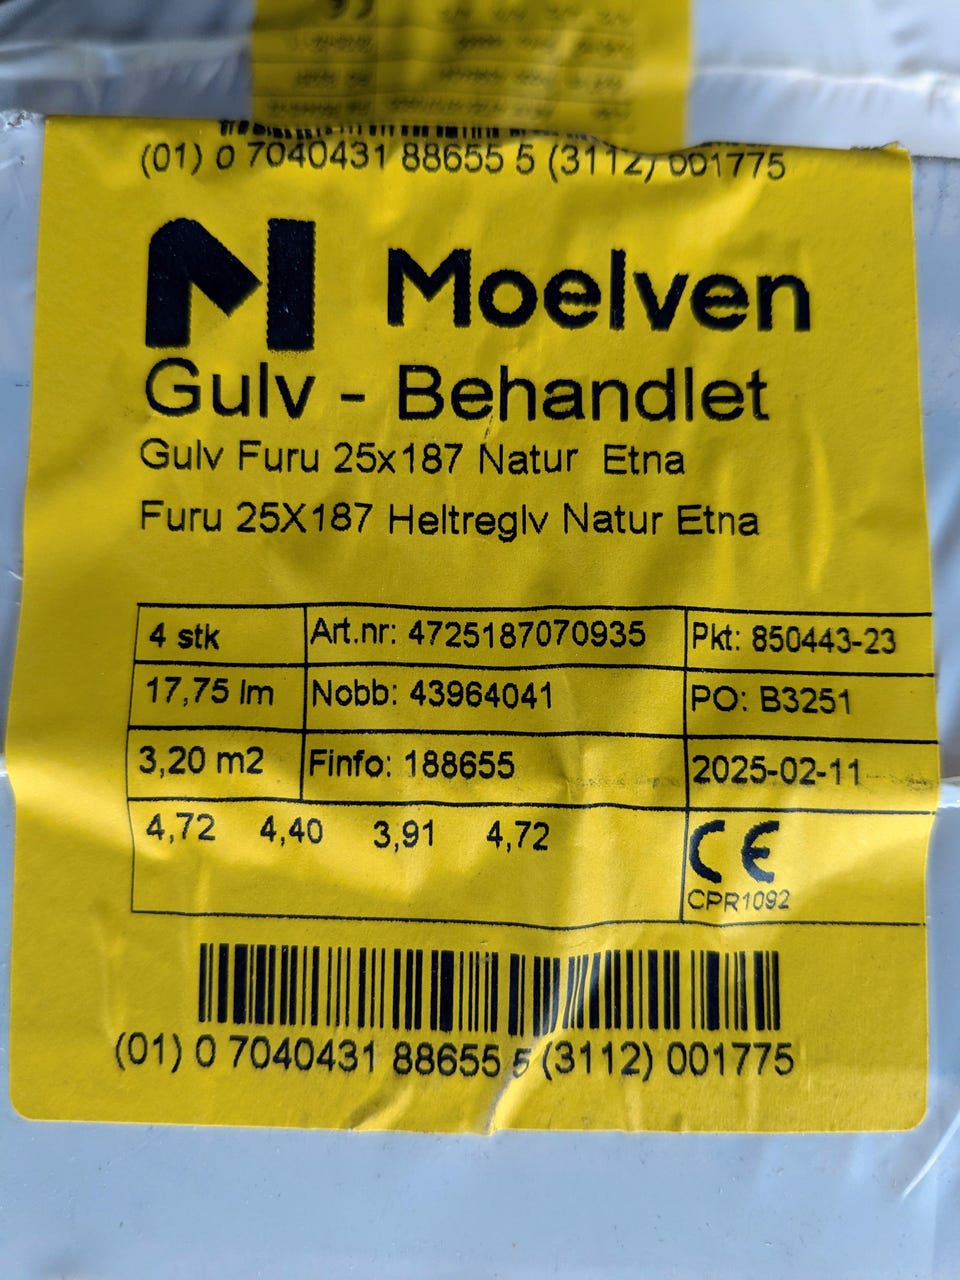 (01) 0 7040431 88655 5 (3112) 001775
Moelven
Gulv - Behandlet
Gulv Furu 25x187 Natur Etna
Furu 25X187 Heltreglv Natur Etna
4 stk Art.nr: 4725187070935 Pkt: 850443-23
17,75 lm Nobb: 43964041 PO: B3251
3,20 m2 Finfo: 188655 2025-02-11
4,72 4,40 3,91 4,72 CE
CPR1092
(01) 0 7040431 88655 5 (3112) 001775